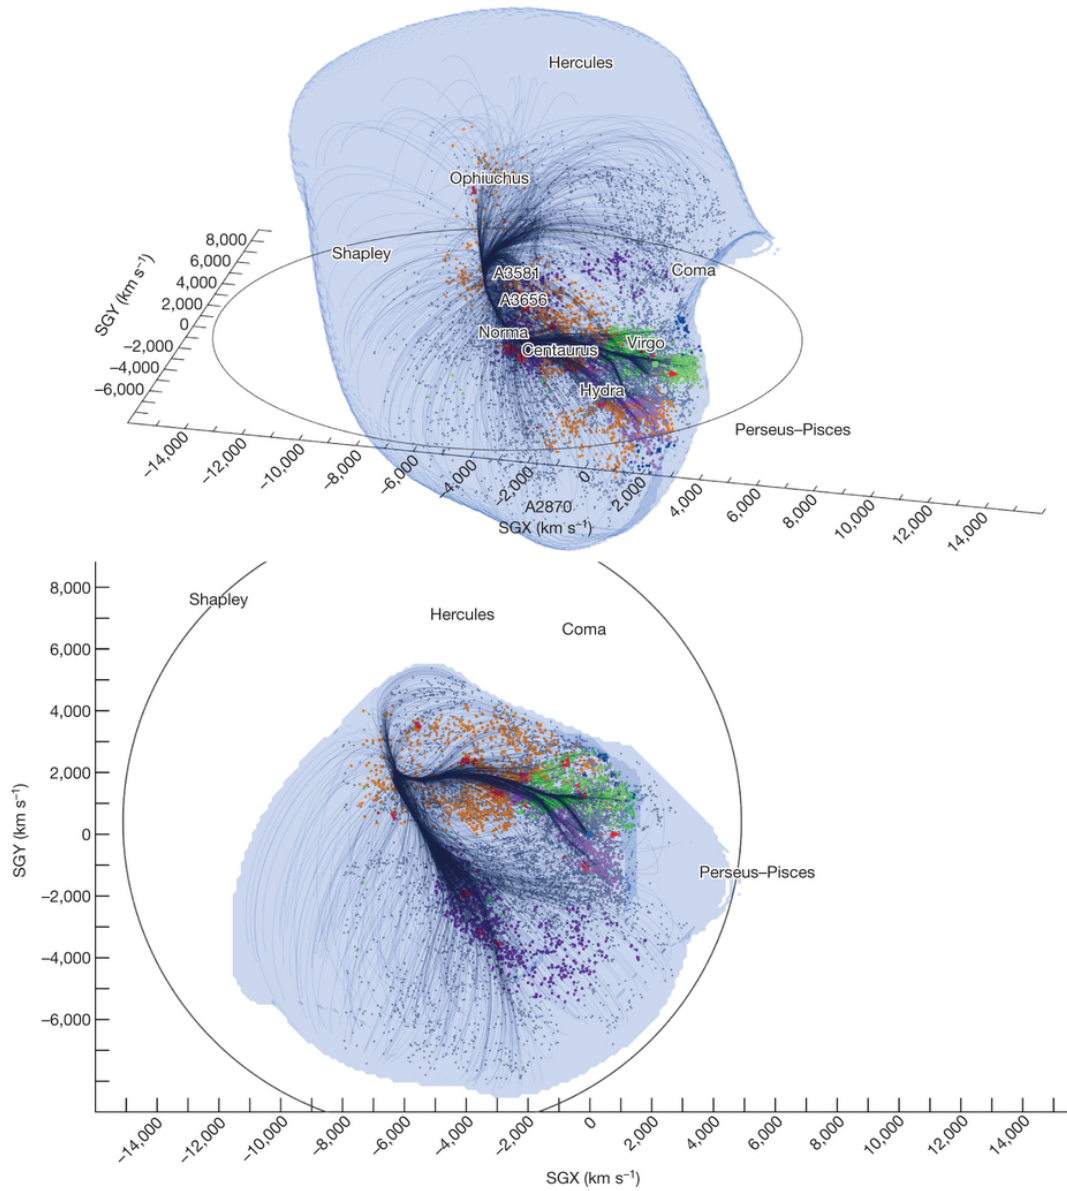 Hercules
Ophiuchus
Shapley
Coma
A3581
A3656
Norma
Centaurus
Virgo
Hydra
Perseus–Pisces
A2870
SGY (km s⁻¹)
8,000
6,000
4,000
2,000
0
–2,000
–4,000
–6,000
–14,000
–12,000
–10,000
–8,000
–6,000
–4,000
–2,000
0
2,000
4,000
6,000
8,000
10,000
12,000
14,000
SGX (km s⁻¹)
Shapley
Hercules
Coma
Perseus–Pisces
SGY (km s⁻¹)
8,000
6,000
4,000
2,000
0
–2,000
–4,000
–6,000
–14,000
–12,000
–10,000
–8,000
–6,000
–4,000
–2,000
0
2,000
4,000
6,000
8,000
10,000
12,000
14,000
SGX (km s⁻¹)